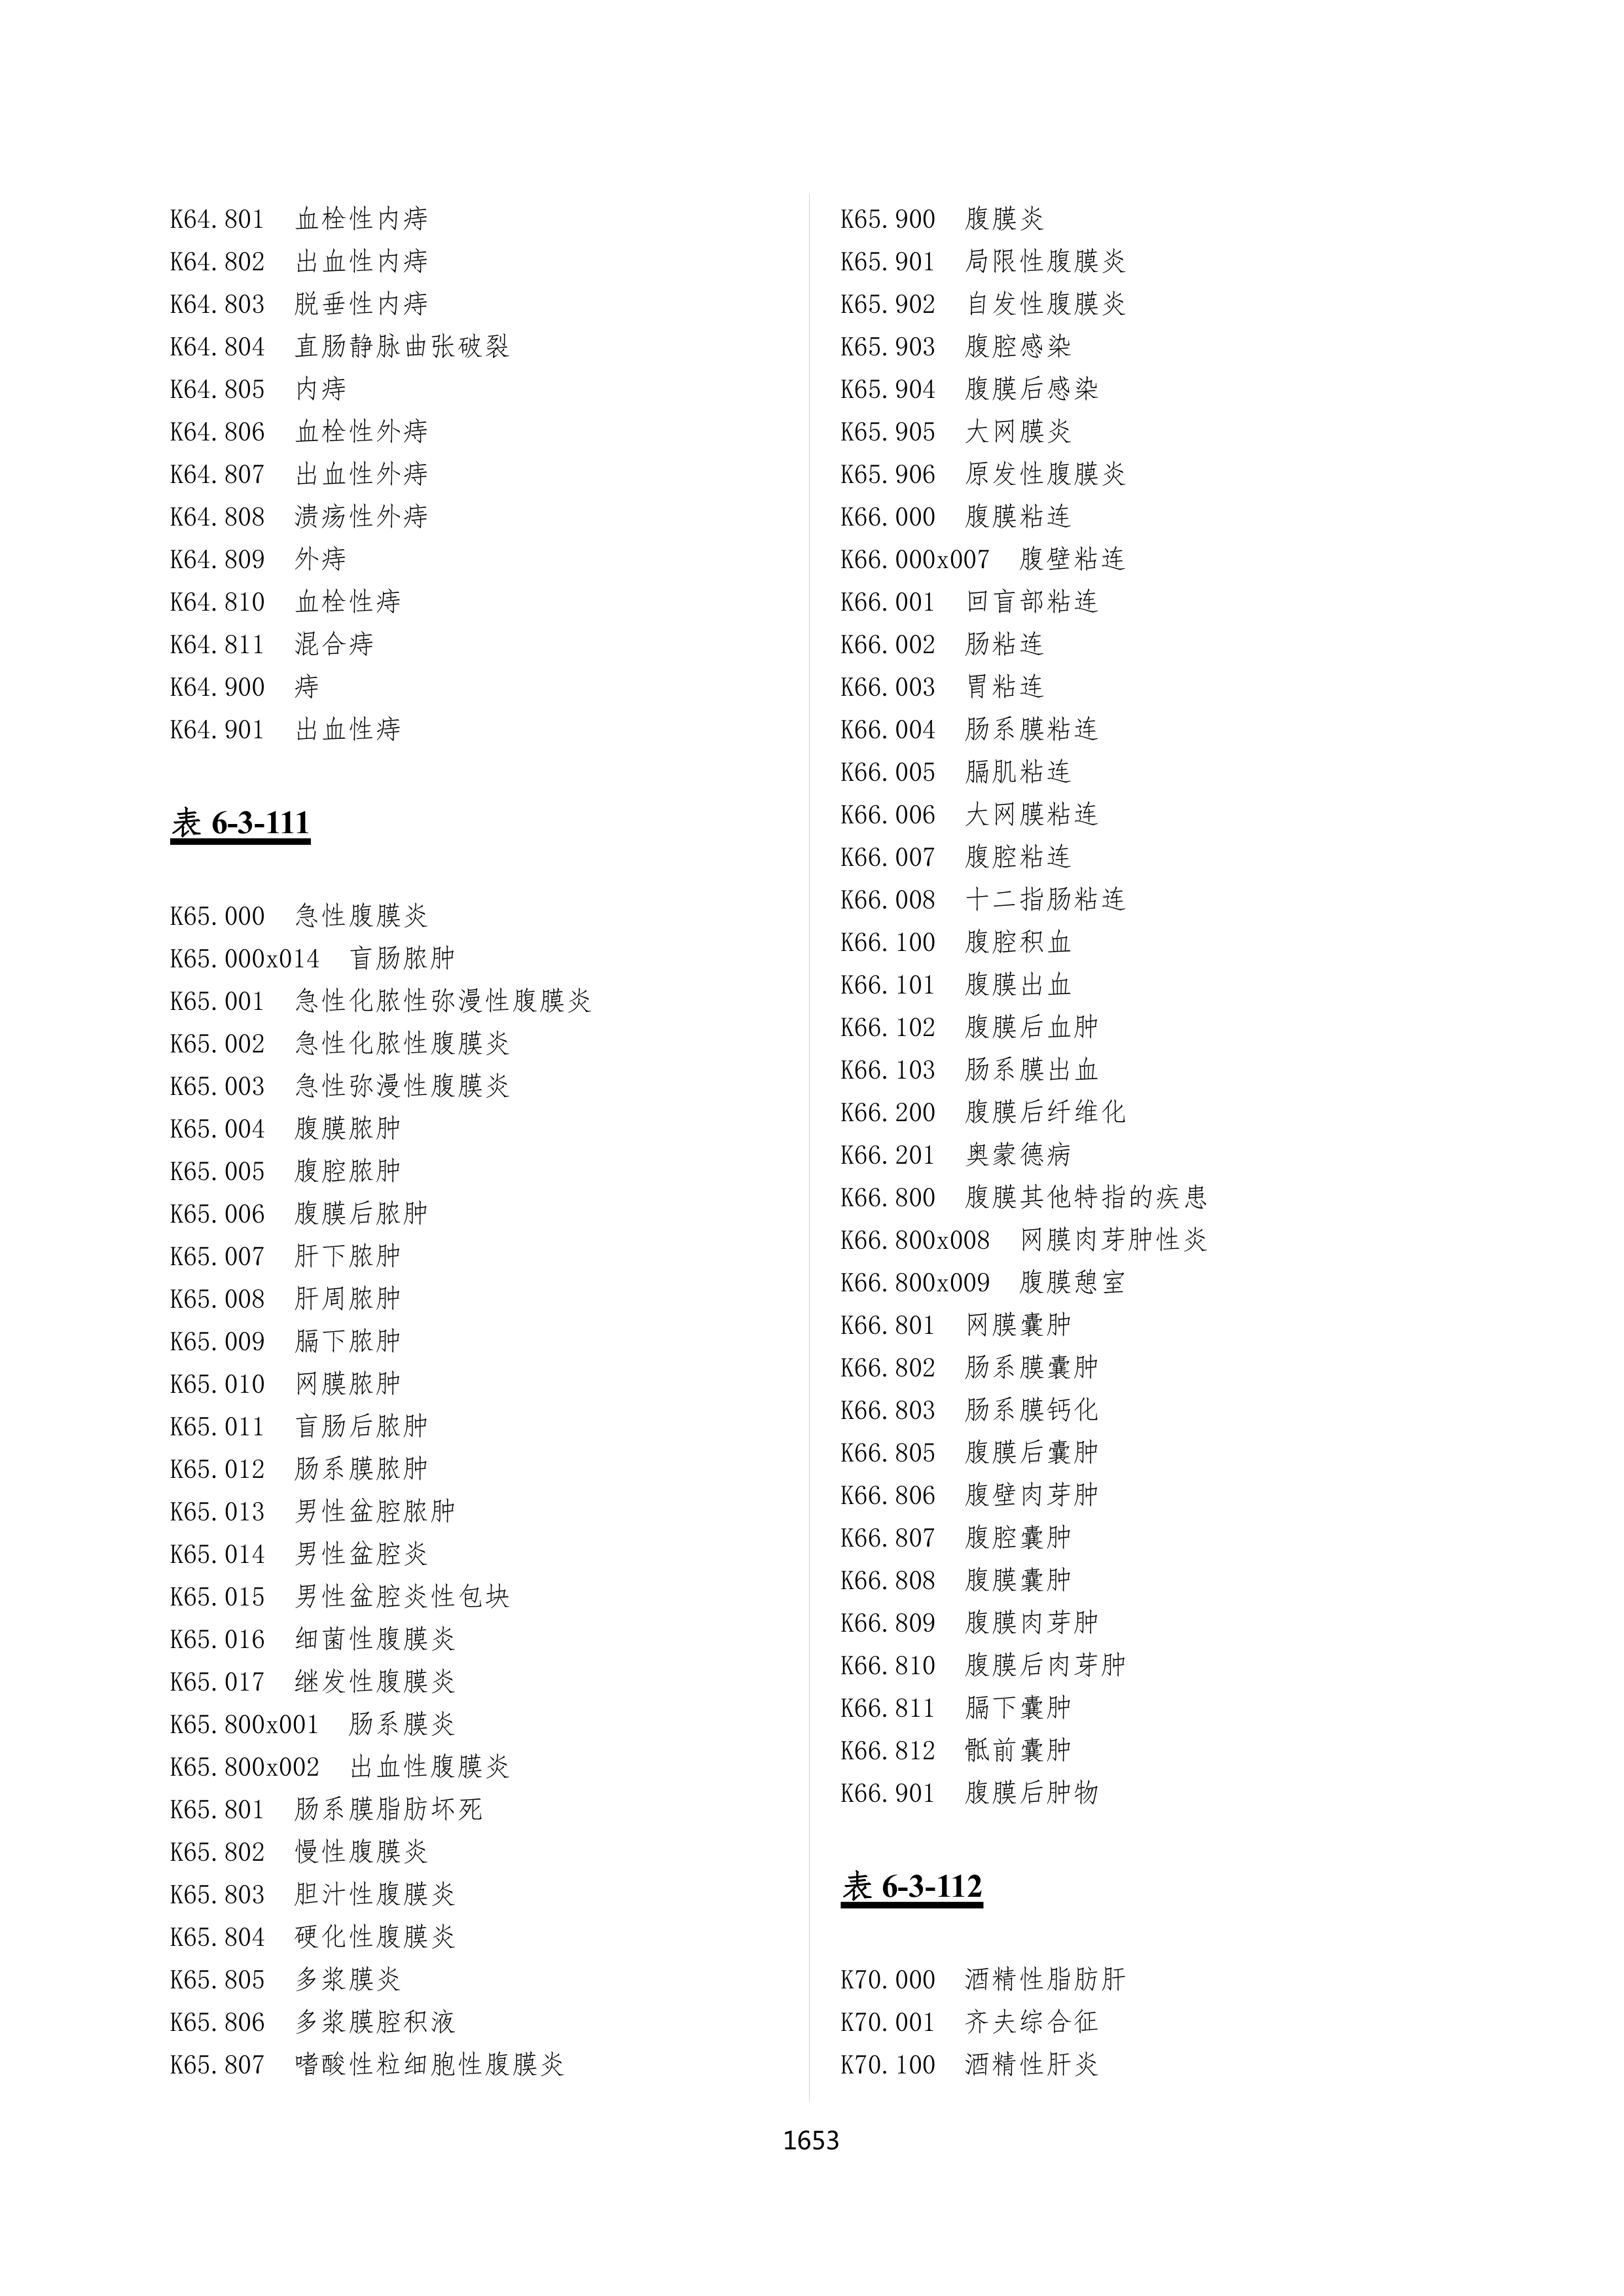 K64.801 血栓性内痔
K64.802 出血性内痔
K64.803 脱垂性内痔
K64.804 直肠静脉曲张破裂
K64.805 内痔
K64.806 血栓性外痔
K64.807 出血性外痔
K64.808 溃疡性外痔
K64.809 外痔
K64.810 血栓性痔
K64.811 混合痔
K64.900 痔
K64.901 出血性痔
表 6-3-111
K65.000 急性腹膜炎
K65.000x014 盲肠脓肿
K65.001 急性化脓性弥漫性腹膜炎
K65.002 急性化脓性腹膜炎
K65.003 急性弥漫性腹膜炎
K65.004 腹膜脓肿
K65.005 腹腔脓肿
K65.006 腹膜后脓肿
K65.007 肝下脓肿
K65.008 肝周脓肿
K65.009 膈下脓肿
K65.010 网膜脓肿
K65.011 盲肠后脓肿
K65.012 肠系膜脓肿
K65.013 男性盆腔脓肿
K65.014 男性盆腔炎
K65.015 男性盆腔炎性包块
K65.016 细菌性腹膜炎
K65.017 继发性腹膜炎
K65.800x001 肠系膜炎
K65.800x002 出血性腹膜炎
K65.801 肠系膜脂肪坏死
K65.802 慢性腹膜炎
K65.803 胆汁性腹膜炎
K65.804 硬化性腹膜炎
K65.805 多浆膜炎
K65.806 多浆膜腔积液
K65.807 嗜酸性粒细胞性腹膜炎
K65.900 腹膜炎
K65.901 局限性腹膜炎
K65.902 自发性腹膜炎
K65.903 腹腔感染
K65.904 腹膜后感染
K65.905 大网膜炎
K65.906 原发性腹膜炎
K66.000 腹膜粘连
K66.000x007 腹壁粘连
K66.001 回盲部粘连
K66.002 肠粘连
K66.003 胃粘连
K66.004 肠系膜粘连
K66.005 膈肌粘连
K66.006 大网膜粘连
K66.007 腹腔粘连
K66.008 十二指肠粘连
K66.100 腹腔积血
K66.101 腹膜出血
K66.102 腹膜后血肿
K66.103 肠系膜出血
K66.200 腹膜后纤维化
K66.201 奥蒙德病
K66.800 腹膜其他特指的疾患
K66.800x008 网膜肉芽肿性炎
K66.800x009 腹膜憩室
K66.801 网膜囊肿
K66.802 肠系膜囊肿
K66.803 肠系膜钙化
K66.805 腹膜后囊肿
K66.806 腹壁肉芽肿
K66.807 腹腔囊肿
K66.808 腹膜囊肿
K66.809 腹膜肉芽肿
K66.810 腹膜后肉芽肿
K66.811 膈下囊肿
K66.812 骶前囊肿
K66.901 腹膜后肿物
表 6-3-112
K70.000 酒精性脂肪肝
K70.001 齐夫综合征
K70.100 酒精性肝炎
1653